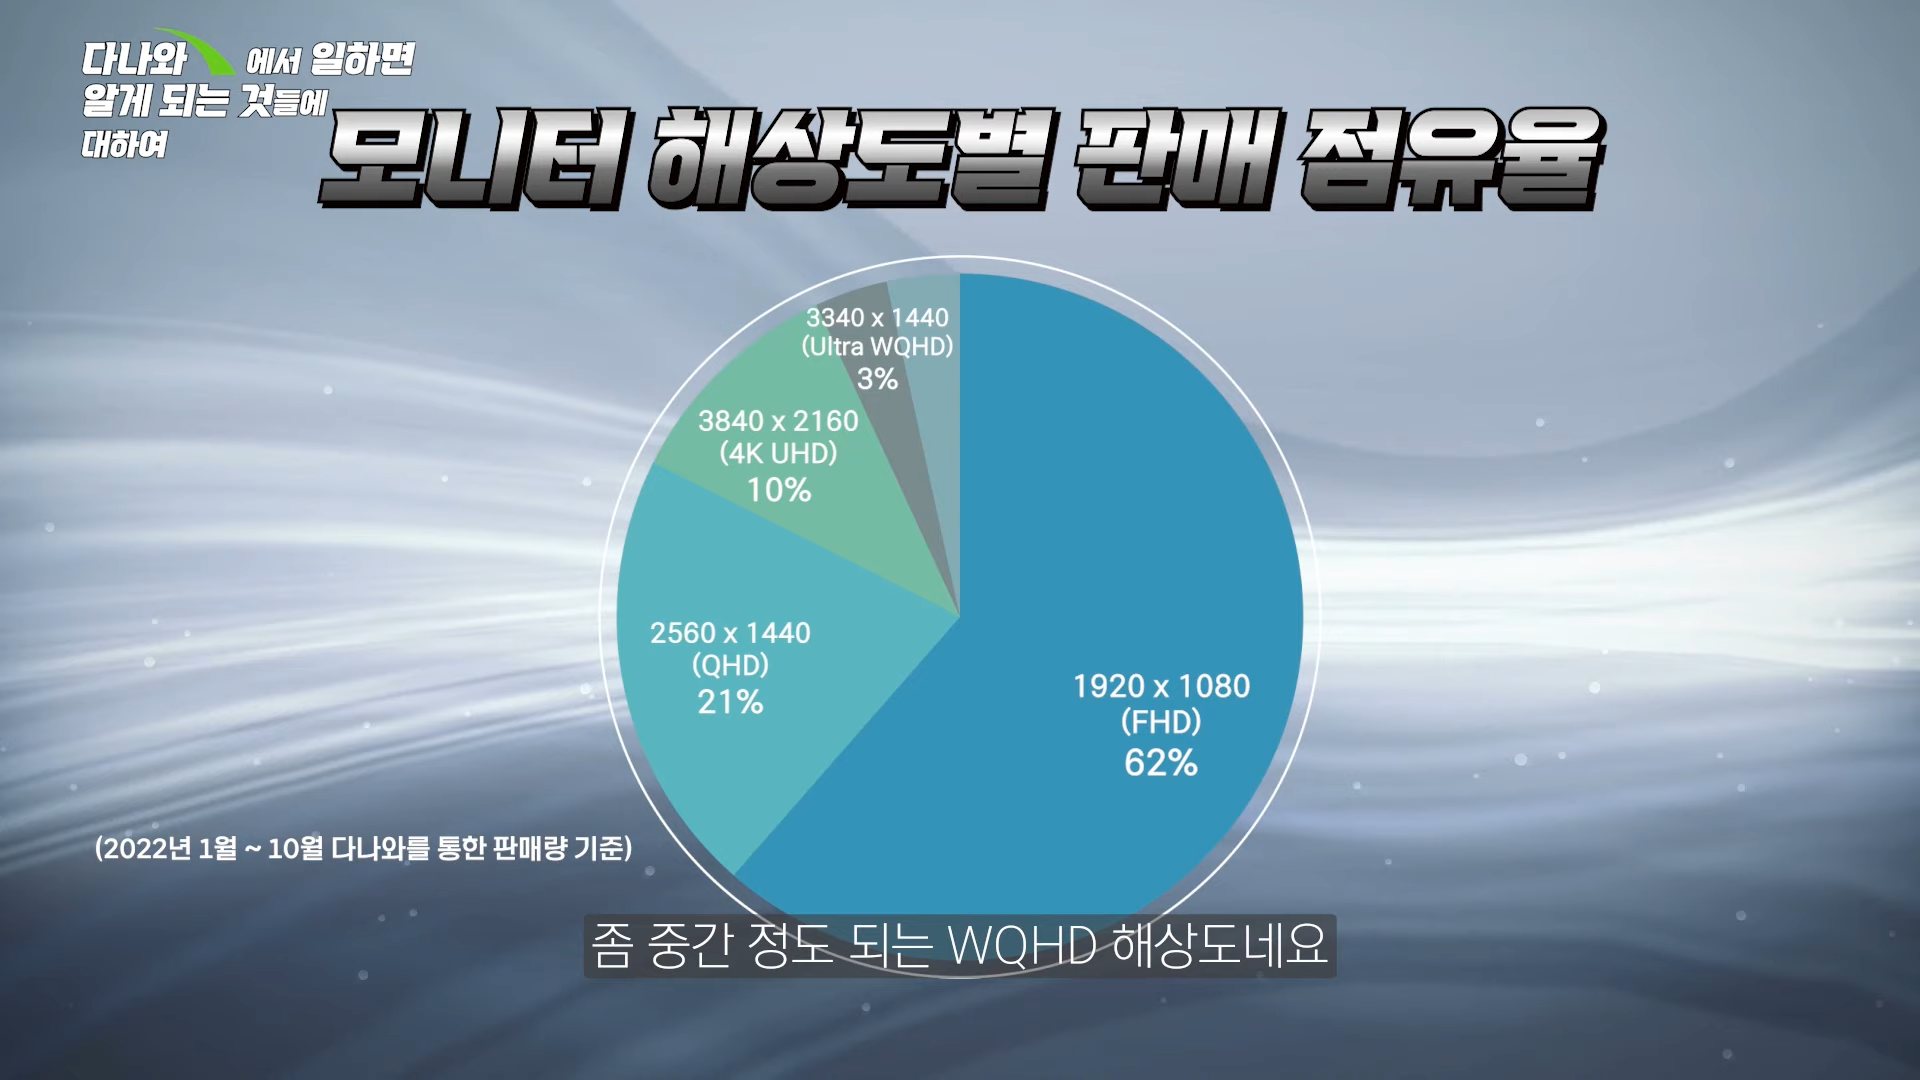 다나와에서 일하면
알게 되는 것들에
대하여
모니터 해상도별 판매 점유율
3340 x 1440
(Ultra WQHD)
3%
3840 x 2160
(4K UHD)
10%
2560 x 1440
(QHD)
21%
1920 x 1080
(FHD)
62%
(2022년 1월 ~ 10월 다나와를 통한 판매량 기준)
좀 중간 정도 되는 WQHD 해상도네요